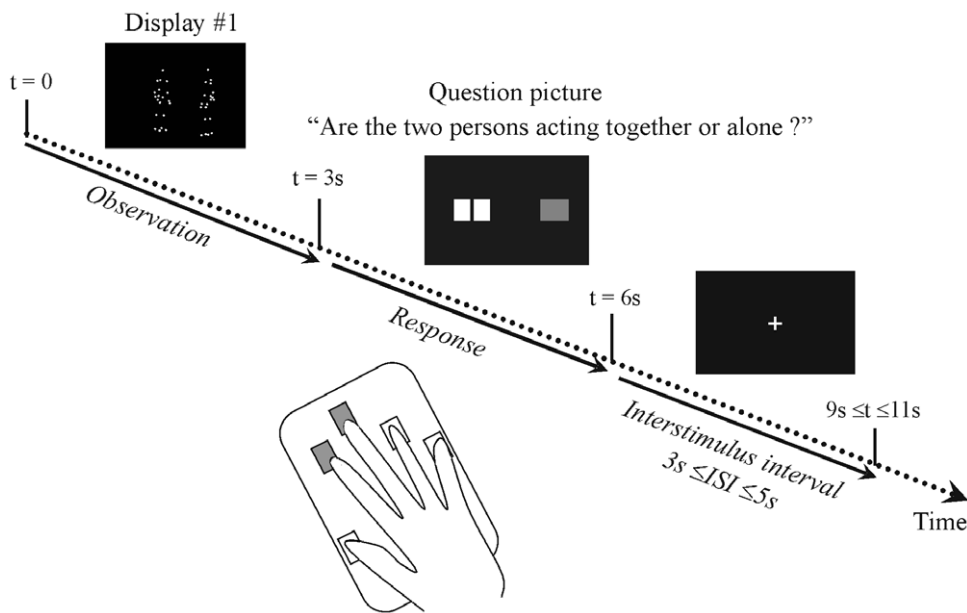 Display #1
t = 0
Question picture
“Are the two persons acting together or alone ?”
t = 3s
Observation
t = 6s
Response
9s ≤t ≤11s
Interstimulus interval
3s ≤ISI ≤5s
Time